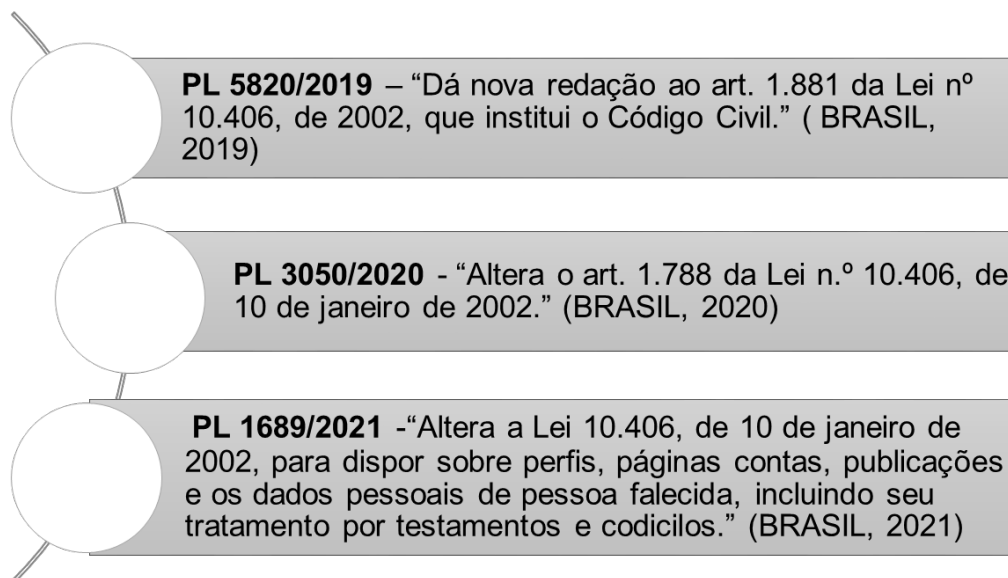 PL 5820/2019 – “Dá nova redação ao art. 1.881 da Lei nº
10.406, de 2002, que institui o Código Civil.” ( BRASIL,
2019)
PL 3050/2020 - “Altera o art. 1.788 da Lei n.º 10.406, de
10 de janeiro de 2002.” (BRASIL, 2020)
PL 1689/2021 -“Altera a Lei 10.406, de 10 de janeiro de
2002, para dispor sobre perfis, páginas contas, publicações
e os dados pessoais de pessoa falecida, incluindo seu
tratamento por testamentos e codicilos.” (BRASIL, 2021)